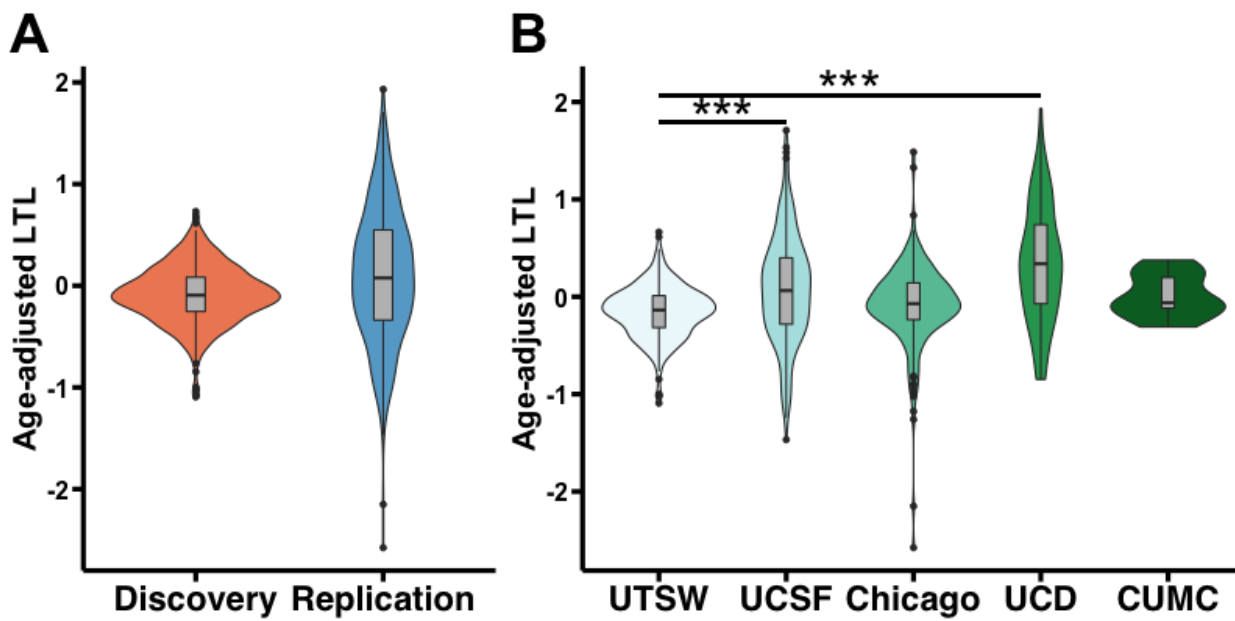 A
Age-adjusted LTL
2
1
0
-1
-2
Discovery Replication
B
Age-adjusted LTL
2
1
0
-1
-2
***
***
UTSW UCSF Chicago UCD CUMC